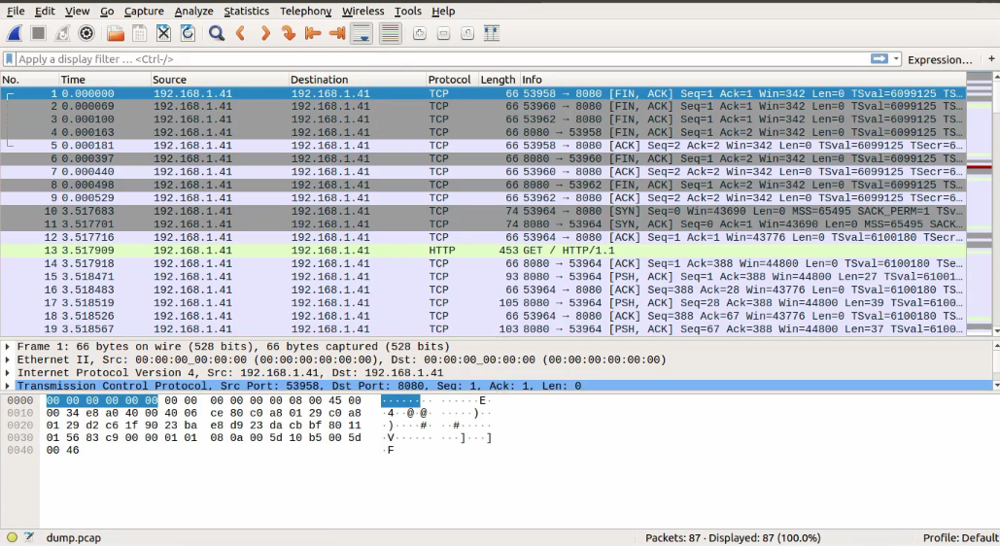 File Edit View Go Capture Analyze Statistics Telephony Wireless Tools Help
Apply a display filter … <Ctrl-/> Expression… +
No. Time Source Destination Protocol Length Info
1 0.000000 192.168.1.41 192.168.1.41 TCP 66 53958 → 8080 [FIN, ACK] Seq=1 Ack=1 Win=342 Len=0 TSval=6099125 TS…
2 0.000069 192.168.1.41 192.168.1.41 TCP 66 53960 → 8080 [FIN, ACK] Seq=1 Ack=1 Win=342 Len=0 TSval=6099125 TS…
3 0.000100 192.168.1.41 192.168.1.41 TCP 66 53962 → 8080 [FIN, ACK] Seq=1 Ack=1 Win=342 Len=0 TSval=6099125 TS…
4 0.000163 192.168.1.41 192.168.1.41 TCP 66 8080 → 53958 [FIN, ACK] Seq=1 Ack=2 Win=342 Len=0 TSval=6099125 TS…
5 0.000181 192.168.1.41 192.168.1.41 TCP 66 53958 → 8080 [ACK] Seq=2 Ack=2 Win=342 Len=0 TSval=6099125 TSecr=6…
6 0.000397 192.168.1.41 192.168.1.41 TCP 66 8080 → 53960 [FIN, ACK] Seq=1 Ack=2 Win=342 Len=0 TSval=6099125 TS…
7 0.000440 192.168.1.41 192.168.1.41 TCP 66 53960 → 8080 [ACK] Seq=2 Ack=2 Win=342 Len=0 TSval=6099125 TSecr=6…
8 0.000498 192.168.1.41 192.168.1.41 TCP 66 8080 → 53962 [FIN, ACK] Seq=1 Ack=2 Win=342 Len=0 TSval=6099125 TS…
9 0.000529 192.168.1.41 192.168.1.41 TCP 66 53962 → 8080 [ACK] Seq=2 Ack=2 Win=342 Len=0 TSval=6099125 TSecr=6…
10 3.517683 192.168.1.41 192.168.1.41 TCP 74 53964 → 8080 [SYN] Seq=0 Win=43690 Len=0 MSS=65495 SACK_PERM=1 TSv…
11 3.517701 192.168.1.41 192.168.1.41 TCP 74 8080 → 53964 [SYN, ACK] Seq=0 Ack=1 Win=43690 Len=0 MSS=65495 SACK…
12 3.517716 192.168.1.41 192.168.1.41 TCP 66 53964 → 8080 [ACK] Seq=1 Ack=1 Win=43776 Len=0 TSval=6100180 TSecr…
13 3.517909 192.168.1.41 192.168.1.41 HTTP 453 GET / HTTP/1.1
14 3.517918 192.168.1.41 192.168.1.41 TCP 66 8080 → 53964 [ACK] Seq=1 Ack=388 Win=44800 Len=0 TSval=6100180 TSe…
15 3.518471 192.168.1.41 192.168.1.41 TCP 93 8080 → 53964 [PSH, ACK] Seq=1 Ack=388 Win=44800 Len=27 TSval=61001…
16 3.518483 192.168.1.41 192.168.1.41 TCP 66 53964 → 8080 [ACK] Seq=388 Ack=28 Win=43776 Len=0 TSval=6100180 TS…
17 3.518519 192.168.1.41 192.168.1.41 TCP 105 8080 → 53964 [PSH, ACK] Seq=28 Ack=388 Win=44800 Len=39 TSval=6100…
18 3.518526 192.168.1.41 192.168.1.41 TCP 66 53964 → 8080 [ACK] Seq=388 Ack=67 Win=43776 Len=0 TSval=6100180 TS…
19 3.518567 192.168.1.41 192.168.1.41 TCP 103 8080 → 53964 [PSH, ACK] Seq=67 Ack=388 Win=44800 Len=37 TSval=6100…
Frame 1: 66 bytes on wire (528 bits), 66 bytes captured (528 bits)
Ethernet II, Src: 00:00:00_00:00:00 (00:00:00:00:00:00), Dst: 00:00:00_00:00:00 (00:00:00:00:00:00)
Internet Protocol Version 4, Src: 192.168.1.41, Dst: 192.168.1.41
Transmission Control Protocol, Src Port: 53958, Dst Port: 8080, Seq: 1, Ack: 1, Len: 0
0000 00 00 00 00 00 00 00 00 00 00 00 00 08 00 45 00 ········ ······E·
0010 00 34 e8 a0 40 00 40 06 ce 80 c0 a8 01 29 c0 a8 ·4··@·@· ·····)··
0020 01 29 d2 c6 1f 90 23 ba e8 d9 23 da cb bf 80 11 ·)····#· ··#·····
0030 01 56 83 c9 00 00 01 01 08 0a 00 5d 10 b5 00 5d ·V······ ···]···]
0040 00 46 ·F
dump.pcap Packets: 87 · Displayed: 87 (100.0%) Profile: Default